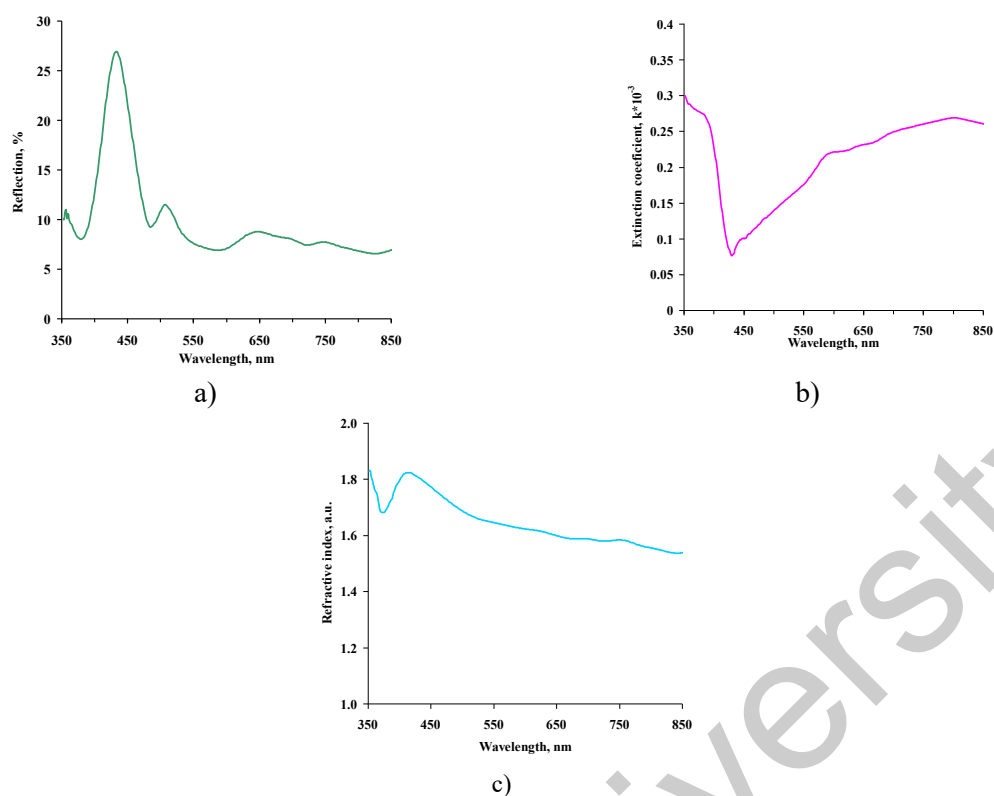 30
25
20
15
10
5
0
Reflection, %
350 450 550 650 750 850
Wavelength, nm
a)
0.4
0.35
0.3
0.25
0.2
0.15
0.1
0.05
0
Extinction coeeficient, k*10⁻³
350 450 550 650 750 850
Wavelength, nm
b)
2.0
1.8
1.6
1.4
1.2
1.0
Refractive index, a.u.
350 450 550 650 750 850
Wavelength, nm
c)
versity